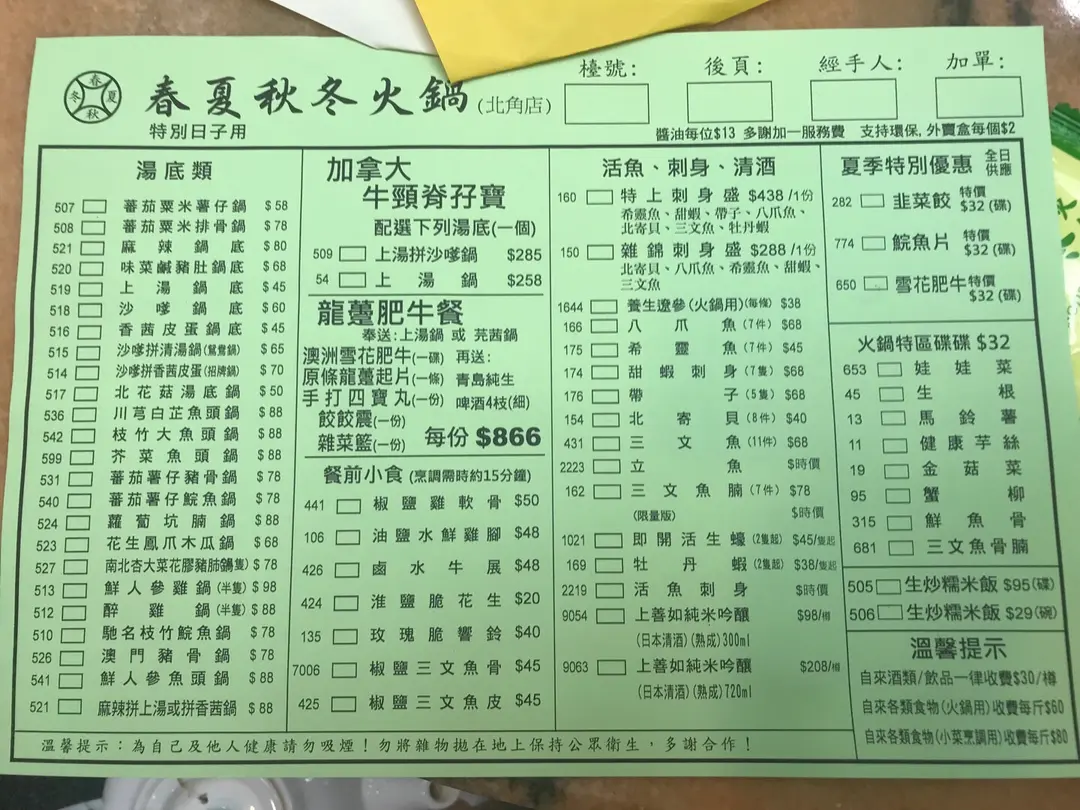 春夏秋冬
春夏秋冬火鍋(北角店)
特別日子用
檯號:
後頁:
經手人:
加單:
醬油每位$13 多謝加一服務費 支持環保,外賣盒每個$2
湯底類
507 蕃茄粟米薯仔鍋 $58
508 蕃茄粟米排骨鍋 $78
521 麻辣鍋底 $80
520 味菜鹹豬肚鍋底 $68
519 上湯鍋底 $45
518 沙嗲鍋底 $60
516 香茜皮蛋鍋底 $45
515 沙嗲拼清湯鍋(鴛鴦鍋) $65
514 沙嗲拼香茜皮蛋(招牌鍋) $70
517 北花菇湯底鍋 $50
536 川芎白芷魚頭鍋 $88
542 枝竹大魚頭鍋 $88
599 芥菜魚頭鍋 $88
531 蕃茄薯仔豬骨鍋 $78
540 蕃茄薯仔鯇魚鍋 $78
524 蘿蔔坑腩鍋 $88
523 花生鳳爪木瓜鍋 $68
527 南北杏大菜花膠豬肺鍋 $78
513 鮮人參雞鍋(半隻) $98
512 醉雞鍋(半隻) $88
510 馳名枝竹鯇魚鍋 $78
526 澳門豬骨鍋 $78
541 鮮人參魚頭鍋 $88
521 麻辣拼上湯或拼香茜鍋 $88
加拿大
牛頸脊孖寶
配選下列湯底(一個)
509 上湯拼沙嗲鍋 $285
54 上湯鍋 $258
龍躉肥牛餐
奉送:上湯鍋 或 芫茜鍋
澳洲雪花肥牛(一碟) 再送:
原條龍躉起片(一條) 青島純生
手打四寶丸(一份) 啤酒4枝(細)
餃餃震(一份)
雜菜籃(一份) 每份 $866
餐前小食(烹調需時約15分鐘)
441 椒鹽雞軟骨 $50
106 油鹽水鮮雞腳 $48
426 鹵水牛展 $48
424 淮鹽脆花生 $20
135 玫瑰脆響鈴 $40
7006 椒鹽三文魚骨 $45
425 椒鹽三文魚皮 $45
活魚、刺身、清酒
160 特上刺身盛 $438/1份
希靈魚、甜蝦、帶子、八爪魚、
北寄貝、三文魚、牡丹蝦
150 雜錦刺身盛 $288/1份
北寄貝、八爪魚、希靈魚、甜蝦、
三文魚
1644 養生遼參(火鍋用)(每條) $38
166 八爪魚(7件) $68
175 希靈魚(7件) $45
174 甜蝦刺身(7隻) $68
176 帶子(5隻) $68
154 北寄貝(8件) $40
431 三文魚(11件) $68
2223 立魚 $時價
162 三文魚腩(7件) $78
(限量版) $時價
1021 即開活生蠔(2隻起) $45/隻起
169 牡丹蝦(2隻起) $38/隻起
2219 活魚刺身 $時價
9054 上善如純米吟釀 $98/樽
(日本清酒)(熟成)300ml
9063 上善如純米吟釀 $208/樽
(日本清酒)(熟成)720ml
夏季特別優惠 全日供應
282 韭菜餃 特價$32(碟)
774 鯇魚片 特價$32(碟)
650 雪花肥牛 特價$32(碟)
火鍋特區碟碟 $32
653 娃娃菜
45 生根
13 馬鈴薯
11 健康芋絲
19 金菇菜
95 蟹柳
315 鮮魚骨
681 三文魚骨腩
505 生炒糯米飯 $95(碟)
506 生炒糯米飯 $29(碗)
溫馨提示
自來酒類/飲品一律收費$30/樽
自來各類食物(火鍋用)收費每斤$60
自來各類食物(小菜烹調用)收費每斤$80
溫馨提示:為自己及他人健康請勿吸煙!勿將雜物拋在地上保持公眾衛生,多謝合作!